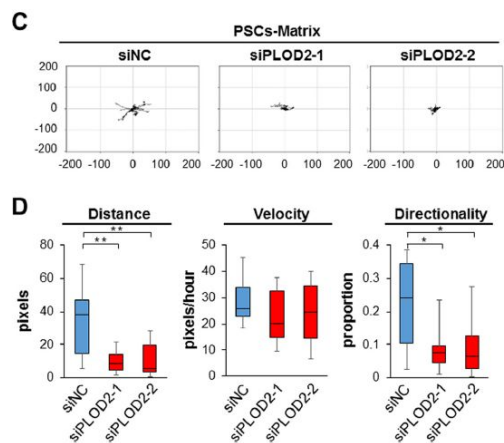 C
PSCs-Matrix
siNC siPLOD2-1 siPLOD2-2
200
100
0
-100
-200
-200 -100 0 100 200 -200 -100 0 100 200 -200 -100 0 100 200
D Distance Velocity Directionality
pixels
80
60
40
20
0
**
**
siNC siPLOD2-1 siPLOD2-2
pixels/hour
50
40
30
20
10
0
siNC siPLOD2-1 siPLOD2-2
proportion
0.4
0.3
0.2
0.1
0
*
*
siNC siPLOD2-1 siPLOD2-2